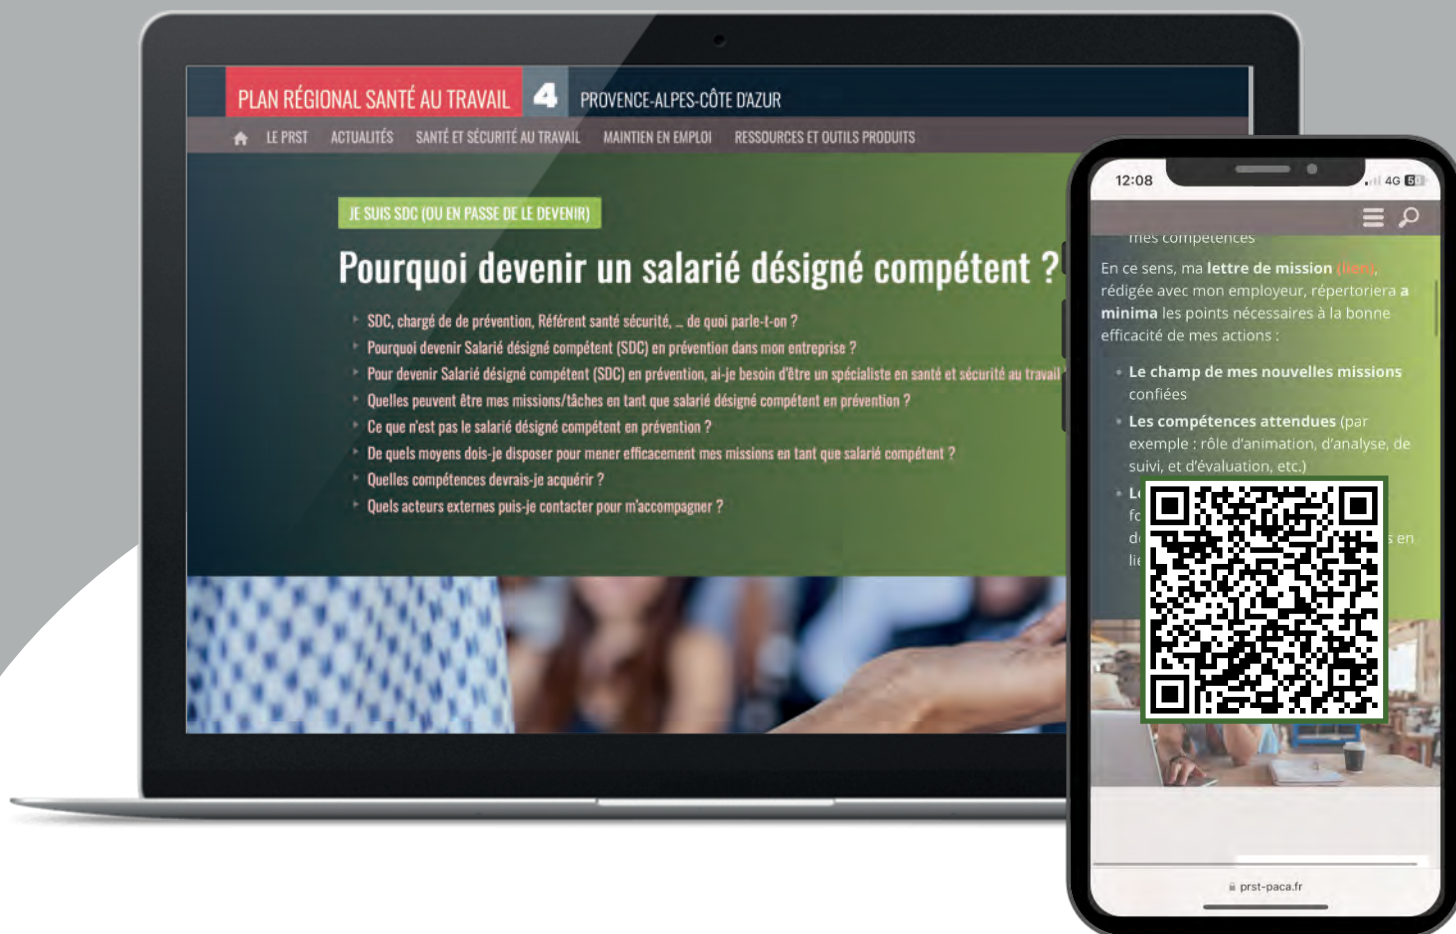 PLAN RÉGIONAL SANTÉ AU TRAVAIL 4 PROVENCE-ALPES-CÔTE D'AZUR
LE PRST ACTUALITÉS SANTÉ ET SÉCURITÉ AU TRAVAIL MAINTIEN EN EMPLOI RESSOURCES ET OUTILS PRODUITS
JE SUIS SDC (OU EN PASSE DE LE DEVENIR)
Pourquoi devenir un salarié désigné compétent ?
SDC, chargé de de prévention, Référent santé sécurité, ... de quoi parle-t-on ?
Pourquoi devenir Salarié désigné compétent (SDC) en prévention dans mon entreprise ?
Pour devenir Salarié désigné compétent (SDC) en prévention, ai-je besoin d'être un spécialiste en santé et sécurité au travail
Quelles peuvent être mes missions/tâches en tant que salarié désigné compétent en prévention ?
Ce que n'est pas le salarié désigné compétent en prévention ?
De quels moyens dois-je disposer pour mener efficacement mes missions en tant que salarié compétent ?
Quelles compétences devrais-je acquérir ?
Quels acteurs externes puis-je contacter pour m'accompagner ?
12:08 4G 50
mes compétences
En ce sens, ma lettre de mission (lien),
rédigée avec mon employeur, répertoriera a
minima les points nécessaires à la bonne
efficacité de mes actions :
Le champ de mes nouvelles missions
confiées
Les compétences attendues (par
exemple : rôle d'animation, d'analyse, de
suivi, et d'évaluation, etc.)
s en
prst-paca.fr